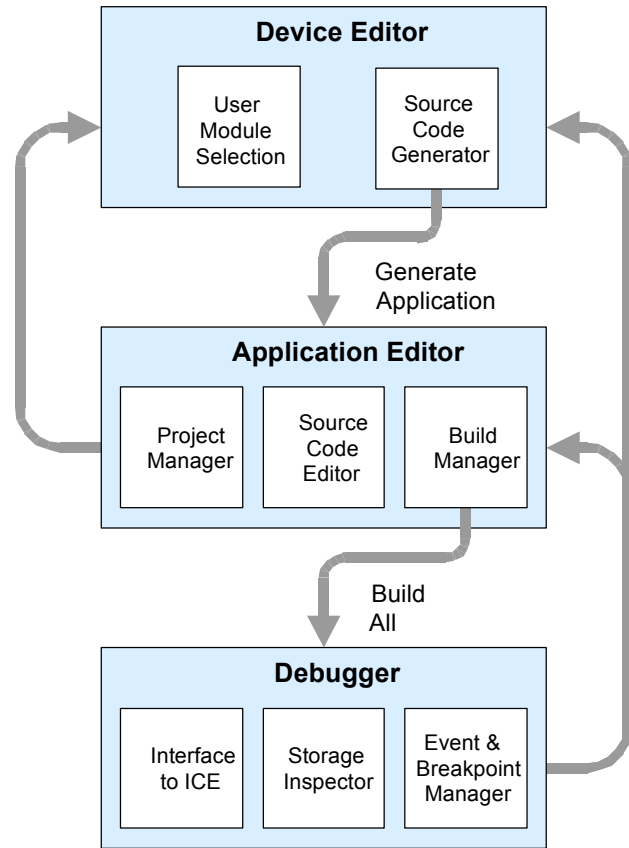 Device Editor
User
Module
Selection
Source
Code
Generator
Generate
Application
Application Editor
Project
Manager
Source
Code
Editor
Build
Manager
Build
All
Debugger
Interface
to ICE
Storage
Inspector
Event &
Breakpoint
Manager